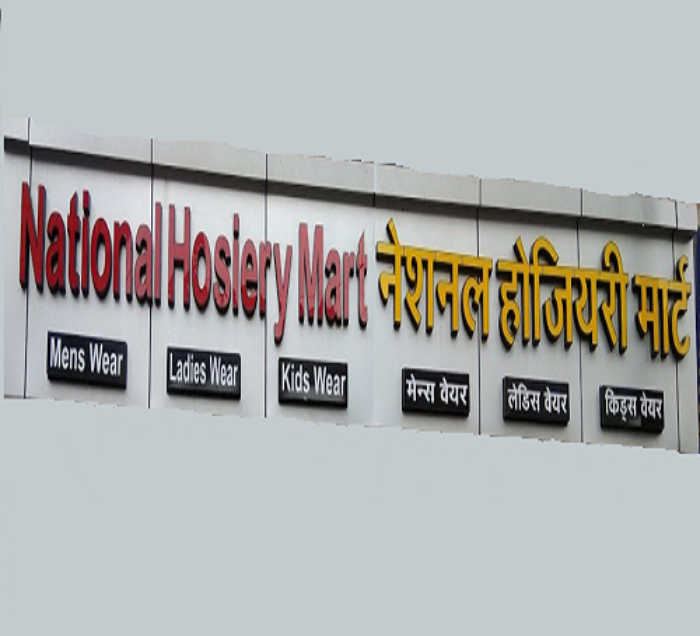 National Hosiery Mart नेशनल होजियरी मार्ट
Mens Wear Ladies Wear Kids Wear मेन्स वेयर लेडिस वेयर किड्स वेयर